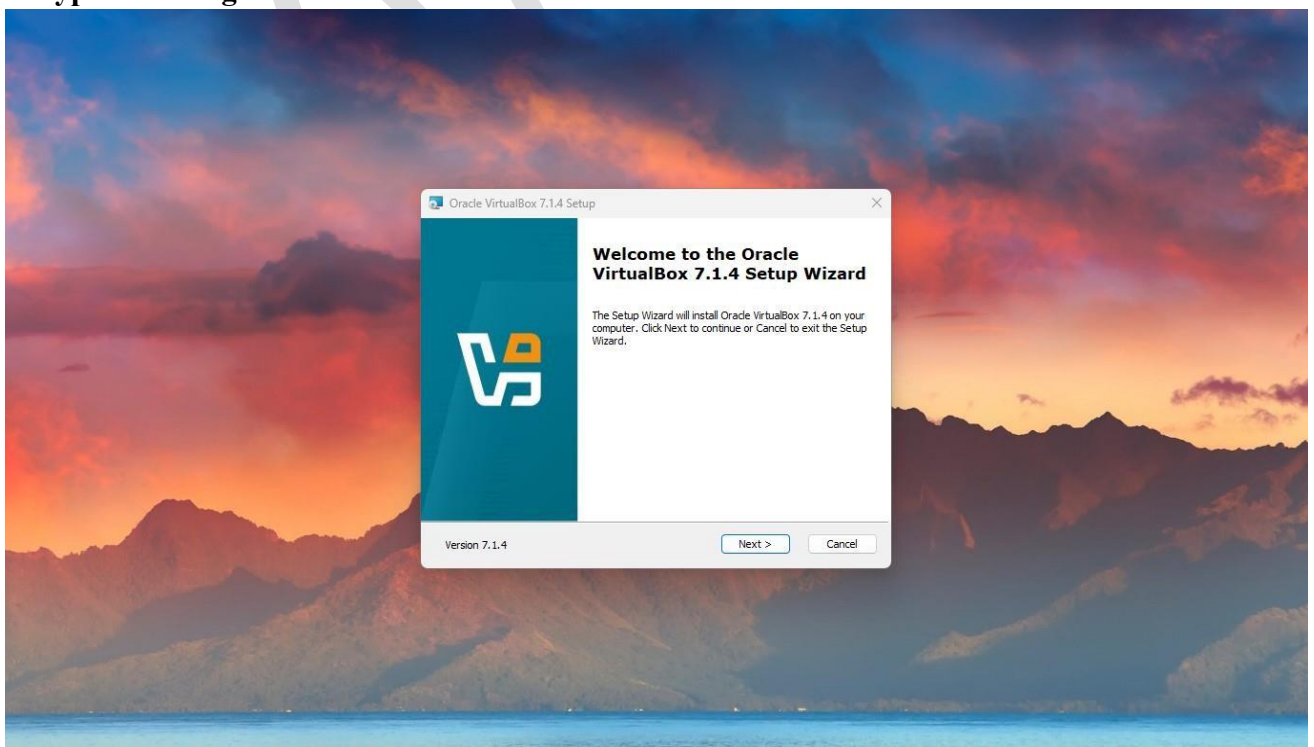 Oracle VirtualBox 7.1.4 Setup
Welcome to the Oracle
VirtualBox 7.1.4 Setup Wizard
The Setup Wizard will install Oracle VirtualBox 7.1.4 on your
computer. Click Next to continue or Cancel to exit the Setup
Wizard.
Version 7.1.4
Next >
Cancel